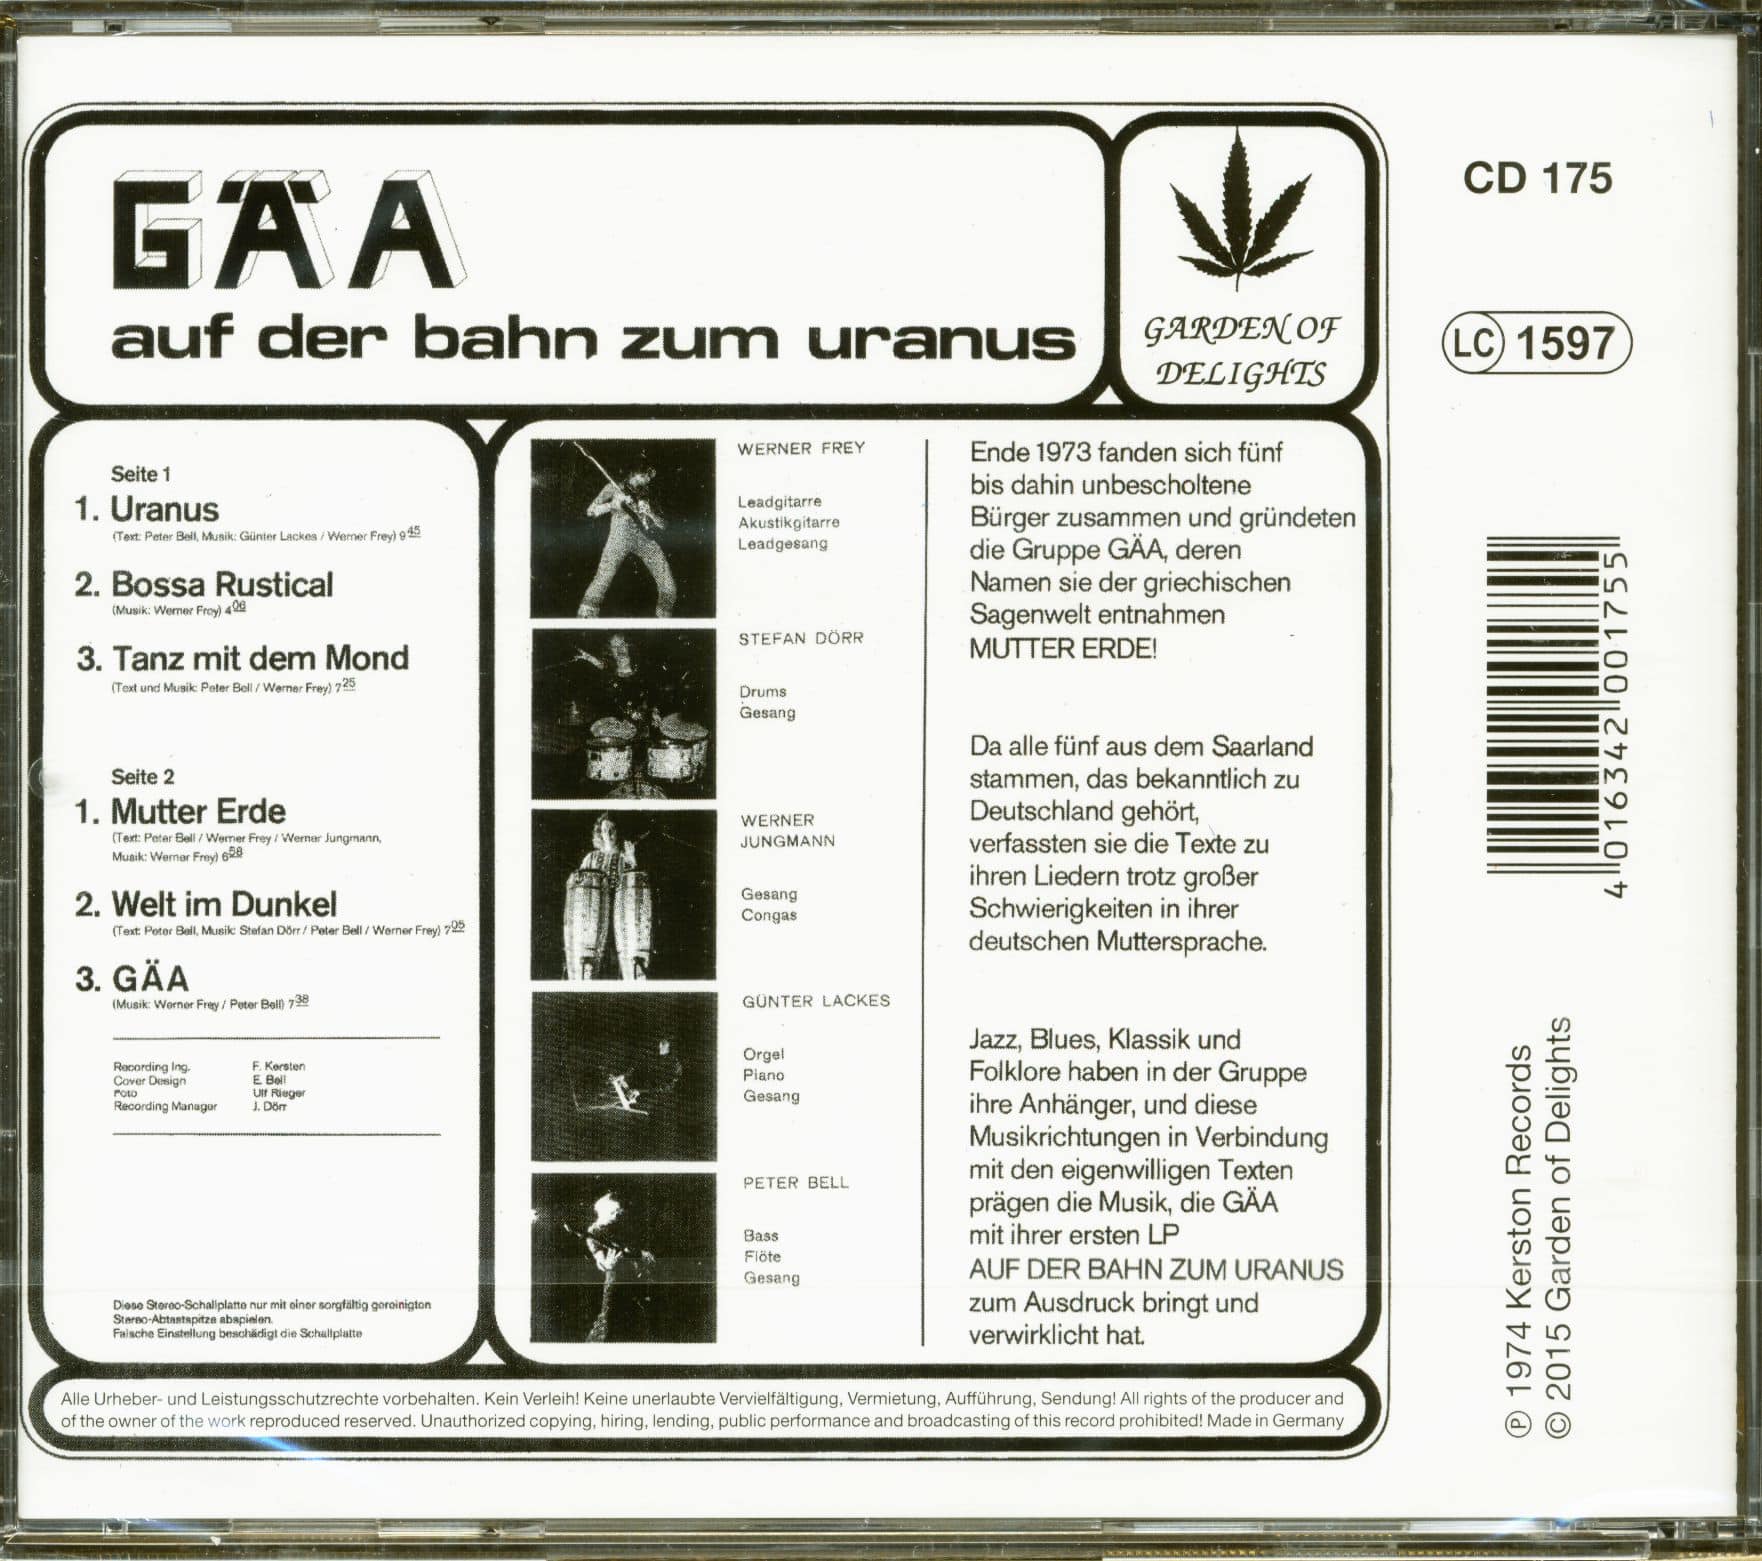 GÄA
auf der bahn zum uranus
GARDEN OF
DELIGHTS
CD 175
LC 1597
Seite 1
1. Uranus
(Text: Peter Bell, Musik: Günter Lackes / Werner Frey) 9 45
2. Bossa Rustical
(Musik: Werner Frey) 4 06
3. Tanz mit dem Mond
(Text und Musik: Peter Bell / Werner Frey) 7 25
Seite 2
1. Mutter Erde
(Text: Peter Bell / Werner Frey / Werner Jungmann,
Musik: Werner Frey) 6 58
2. Welt im Dunkel
(Text: Peter Bell, Musik: Stefan Dörr / Peter Bell / Werner Frey) 7 05
3. GÄA
(Musik: Werner Frey / Peter Bell) 7 38
Recording Ing. F. Kersten
Cover Design E. Bell
Foto Ulf Rieger
Recording Manager J. Dörr
Diese Stereo-Schallplatte nur mit einer sorgfältig gereinigten
Stereo-Abtastspitze abspielen.
Falsche Einstellung beschädigt die Schallplatte
WERNER FREY
Leadgitarre
Akustikgitarre
Leadgesang
STEFAN DÖRR
Drums
Gesang
WERNER
JUNGMANN
Gesang
Congas
GÜNTER LACKES
Orgel
Piano
Gesang
PETER BELL
Bass
Flöte
Gesang
Ende 1973 fanden sich fünf
bis dahin unbescholtene
Bürger zusammen und gründeten
die Gruppe GÄA, deren
Namen sie der griechischen
Sagenwelt entnahmen
MUTTER ERDE!
Da alle fünf aus dem Saarland
stammen, das bekanntlich zu
Deutschland gehört,
verfassten sie die Texte zu
ihren Liedern trotz großer
Schwierigkeiten in ihrer
deutschen Muttersprache.
Jazz, Blues, Klassik und
Folklore haben in der Gruppe
ihre Anhänger, und diese
Musikrichtungen in Verbindung
mit den eigenwilligen Texten
prägen die Musik, die GÄA
mit ihrer ersten LP
AUF DER BAHN ZUM URANUS
zum Ausdruck bringt und
verwirklicht hat.
4 016342 001755
℗ 1974 Kerston Records
© 2015 Garden of Delights
Alle Urheber- und Leistungsschutzrechte vorbehalten. Kein Verleih! Keine unerlaubte Vervielfältigung, Vermietung, Aufführung, Sendung! All rights of the producer and
of the owner of the work reproduced reserved. Unauthorized copying, hiring, lending, public performance and broadcasting of this record prohibited! Made in Germany